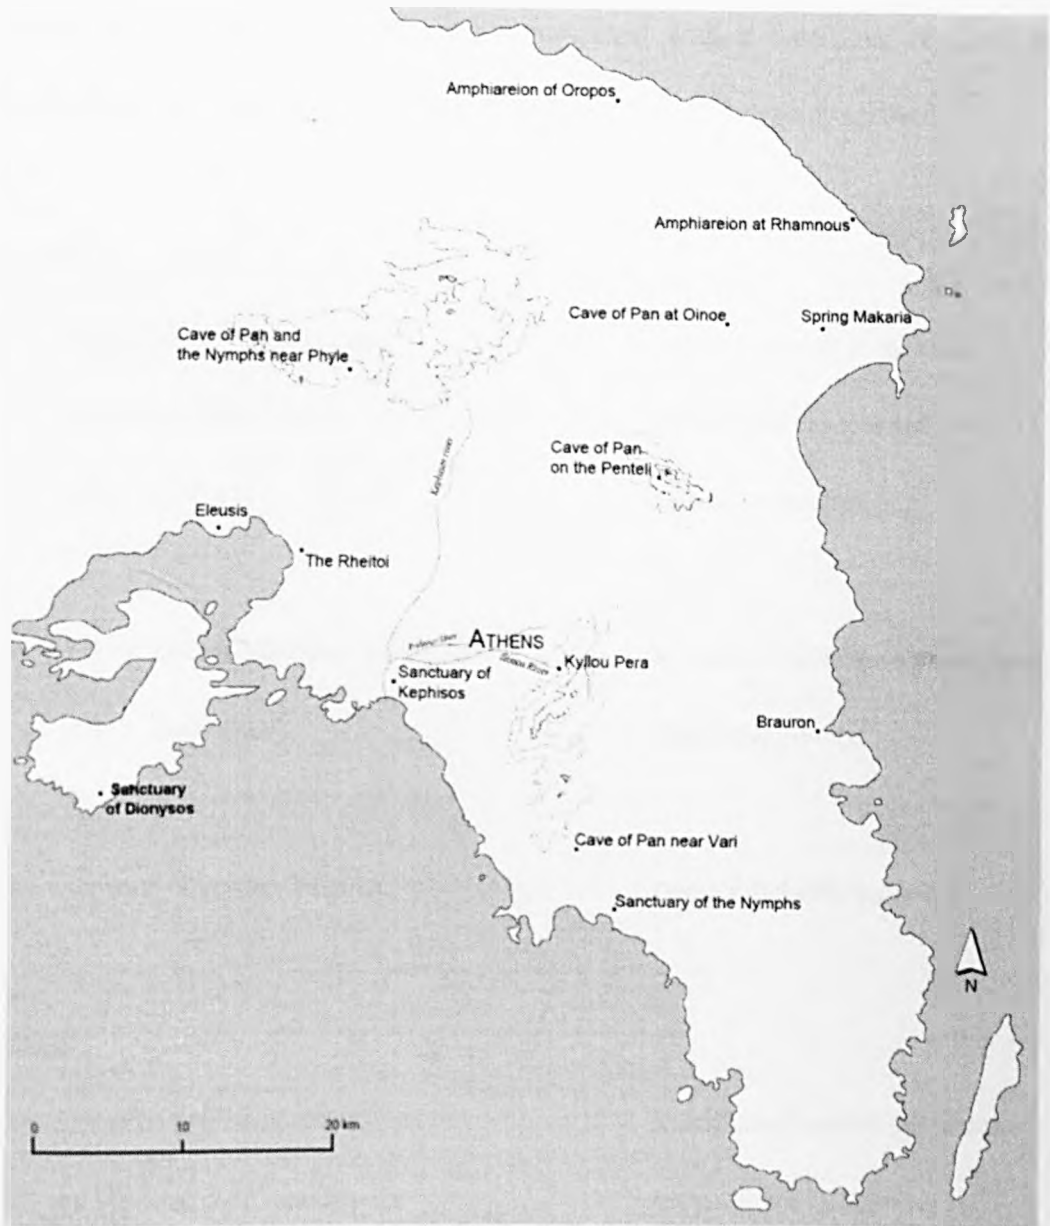 Amphiareion of Oropos
Amphiareion at Rhamnous
Cave of Pan at Oinoe
Spring Makaria
Cave of Pan and
the Nymphs near Phyle
Kephissos river
Cave of Pan
on the Penteli
Eleusis
The Rheitoi
ATHENS
Kyllou Pera
Sanctuary of
Kephisos
Brauron
Sanctuary
of Dionysos
Cave of Pan near Vari
Sanctuary of the Nymphs
N
0
10
20 km